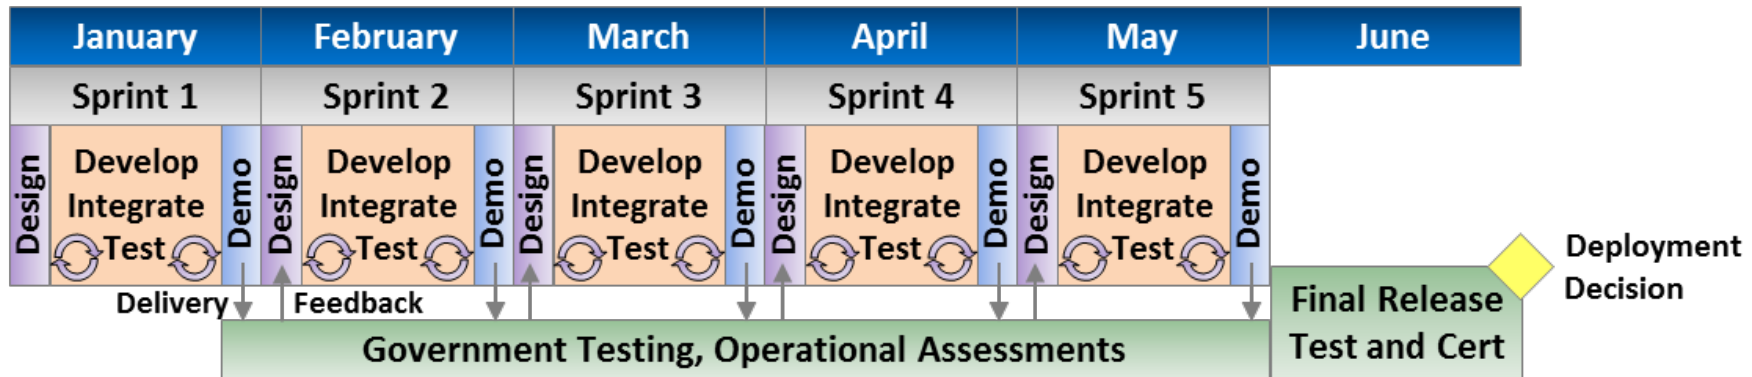 January February March April May June
Sprint 1 Sprint 2 Sprint 3 Sprint 4 Sprint 5
Design
Develop
Integrate
Test
Demo
Design
Develop
Integrate
Test
Demo
Design
Develop
Integrate
Test
Demo
Design
Develop
Integrate
Test
Demo
Design
Develop
Integrate
Test
Demo
Delivery
Feedback
Government Testing, Operational Assessments
Final Release
Test and Cert
Deployment
Decision